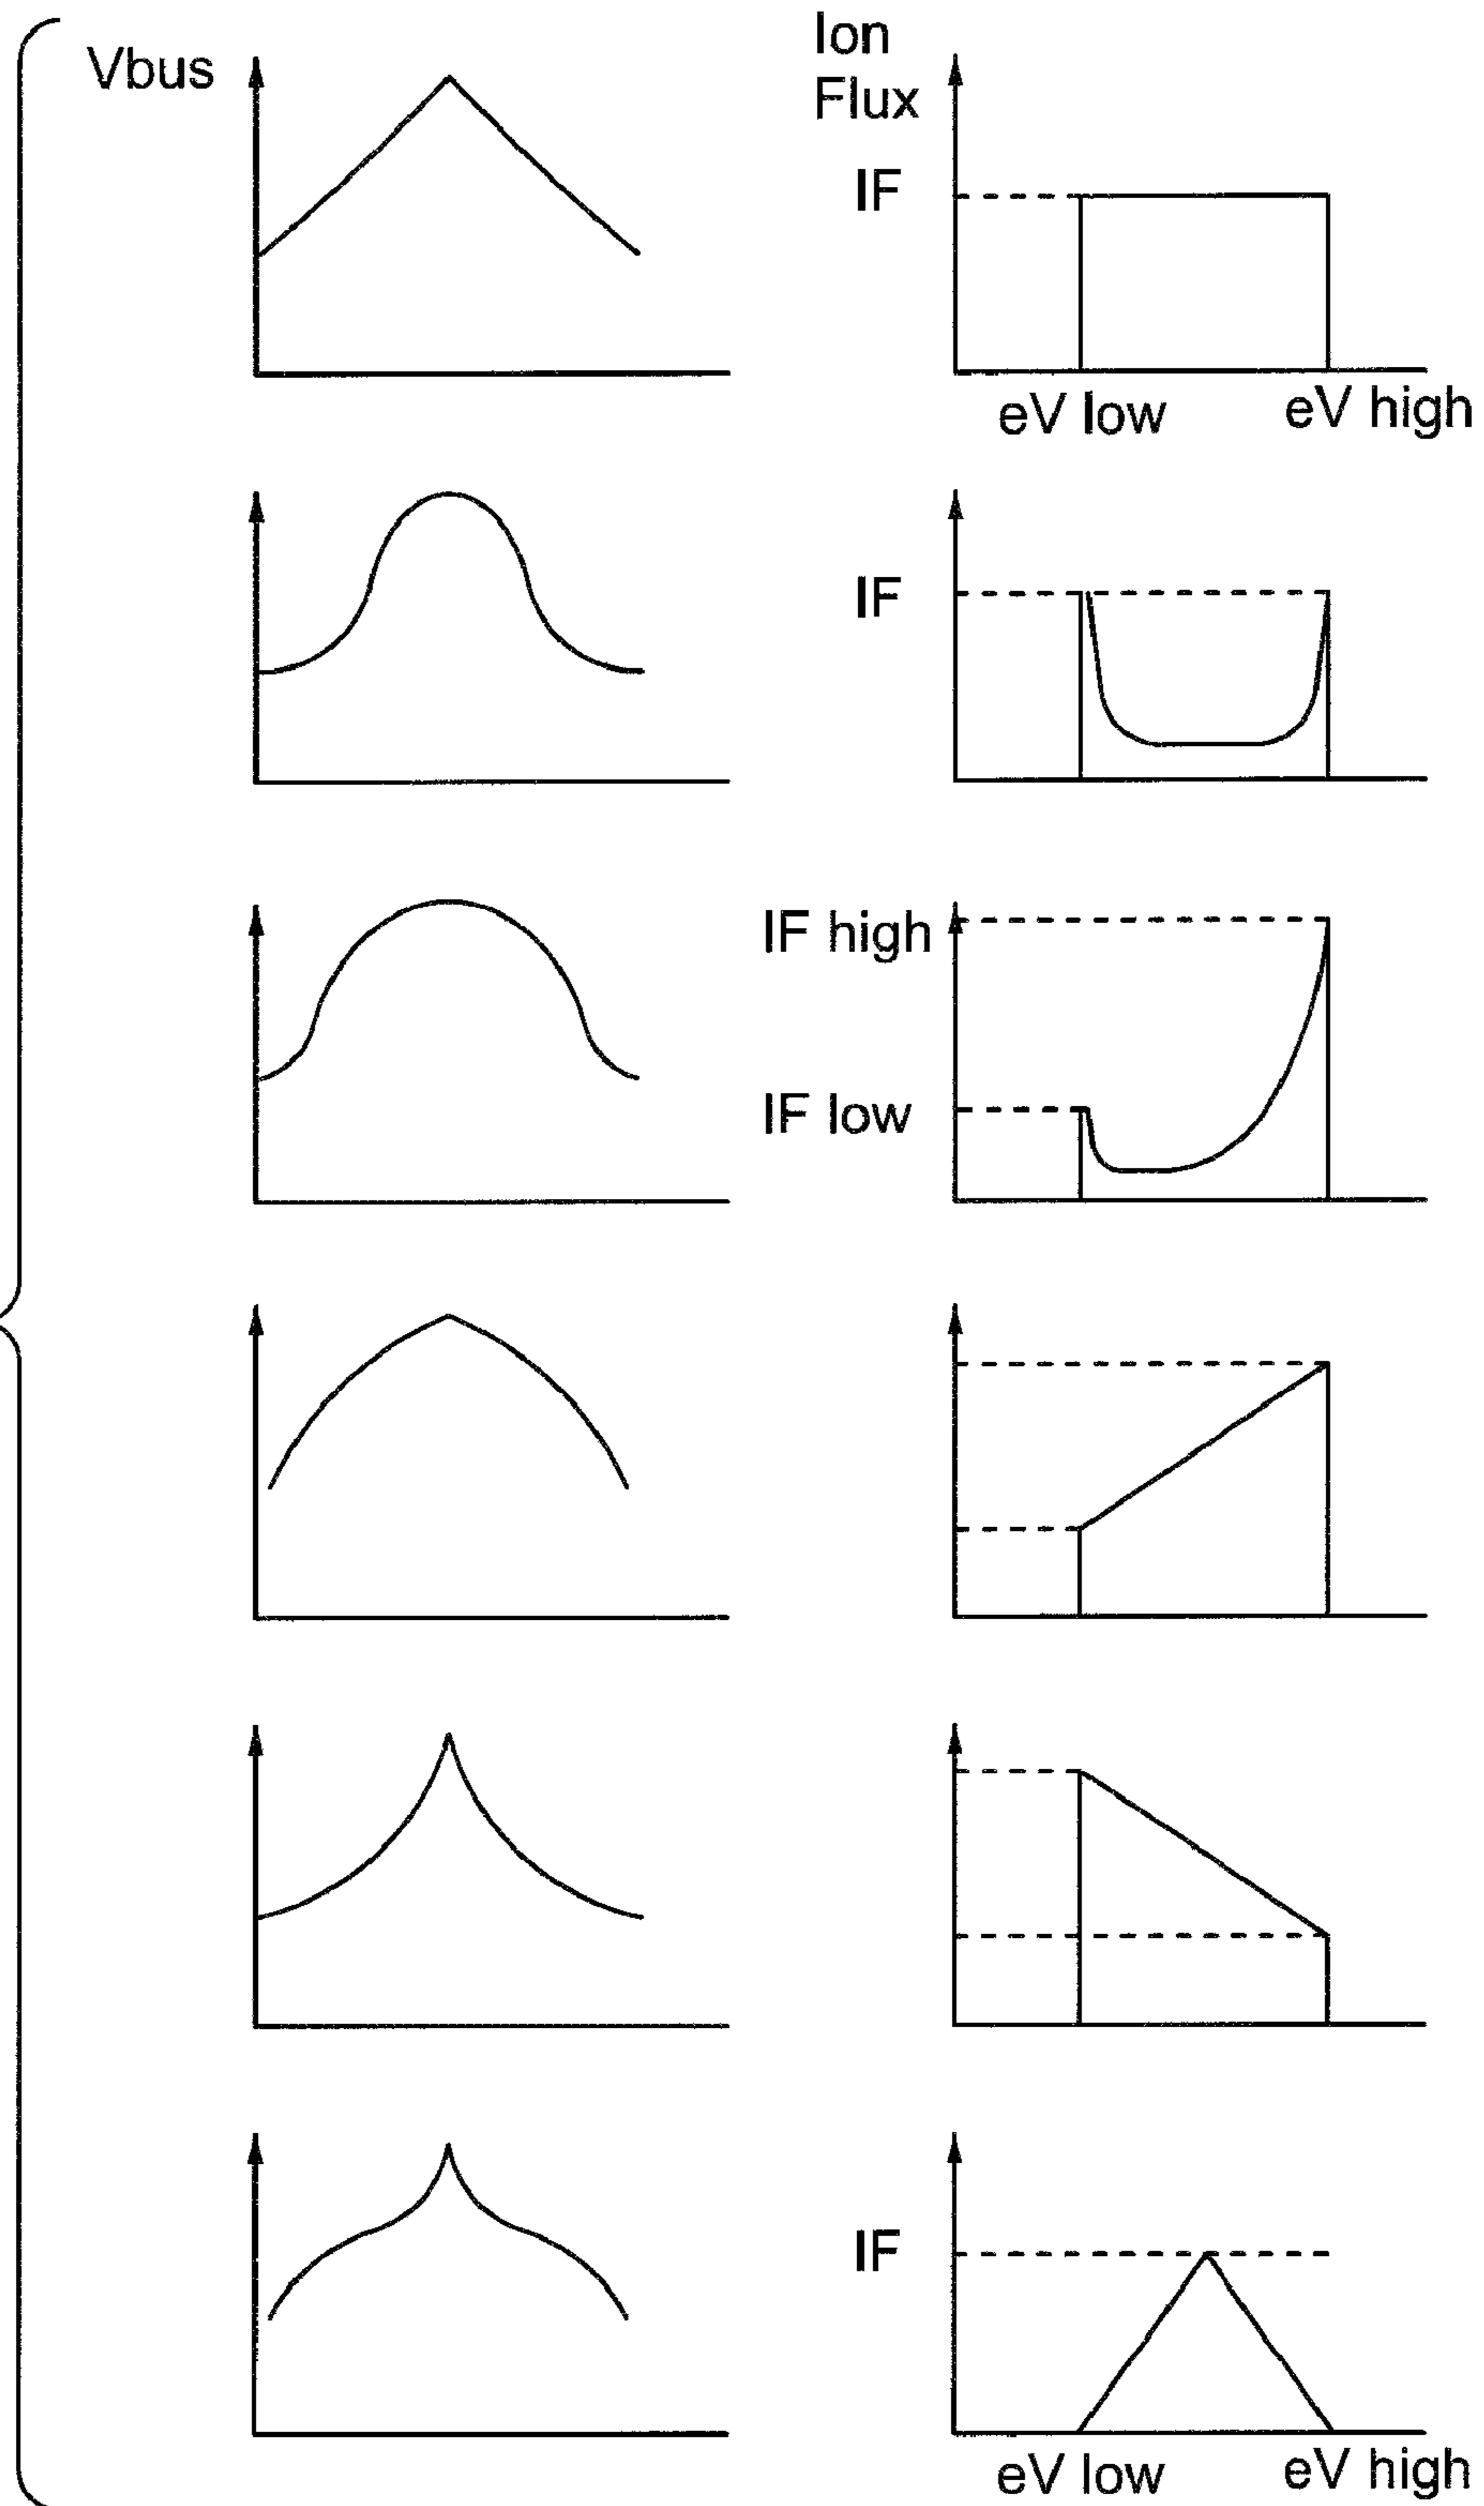 Vbus
Ion
Flux
IF
eV low
eV high
IF
IF high
IF low
IF
eV low
eV high